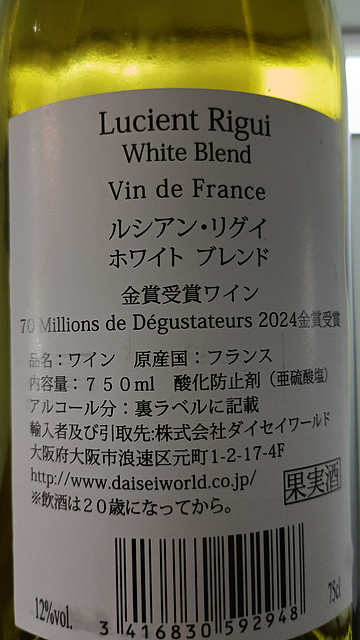 Lucient Rigui
White Blend
Vin de France
ルシアン・リグイ
ホワイト ブレンド
金賞受賞ワイン
70 Millions de Dégustateurs 2024金賞受賞
品名：ワイン 原産国：フランス
内容量：７５０ml 酸化防止剤（亜硫酸塩）
アルコール分：裏ラベルに記載
輸入者及び引取先:株式会社ダイセイワールド
大阪府大阪市浪速区元町1-2-17-4F
http://www.daiseiworld.co.jp/
果実酒
※飲酒は２０歳になってから。
12%vol.
3 416830 592948
75cl